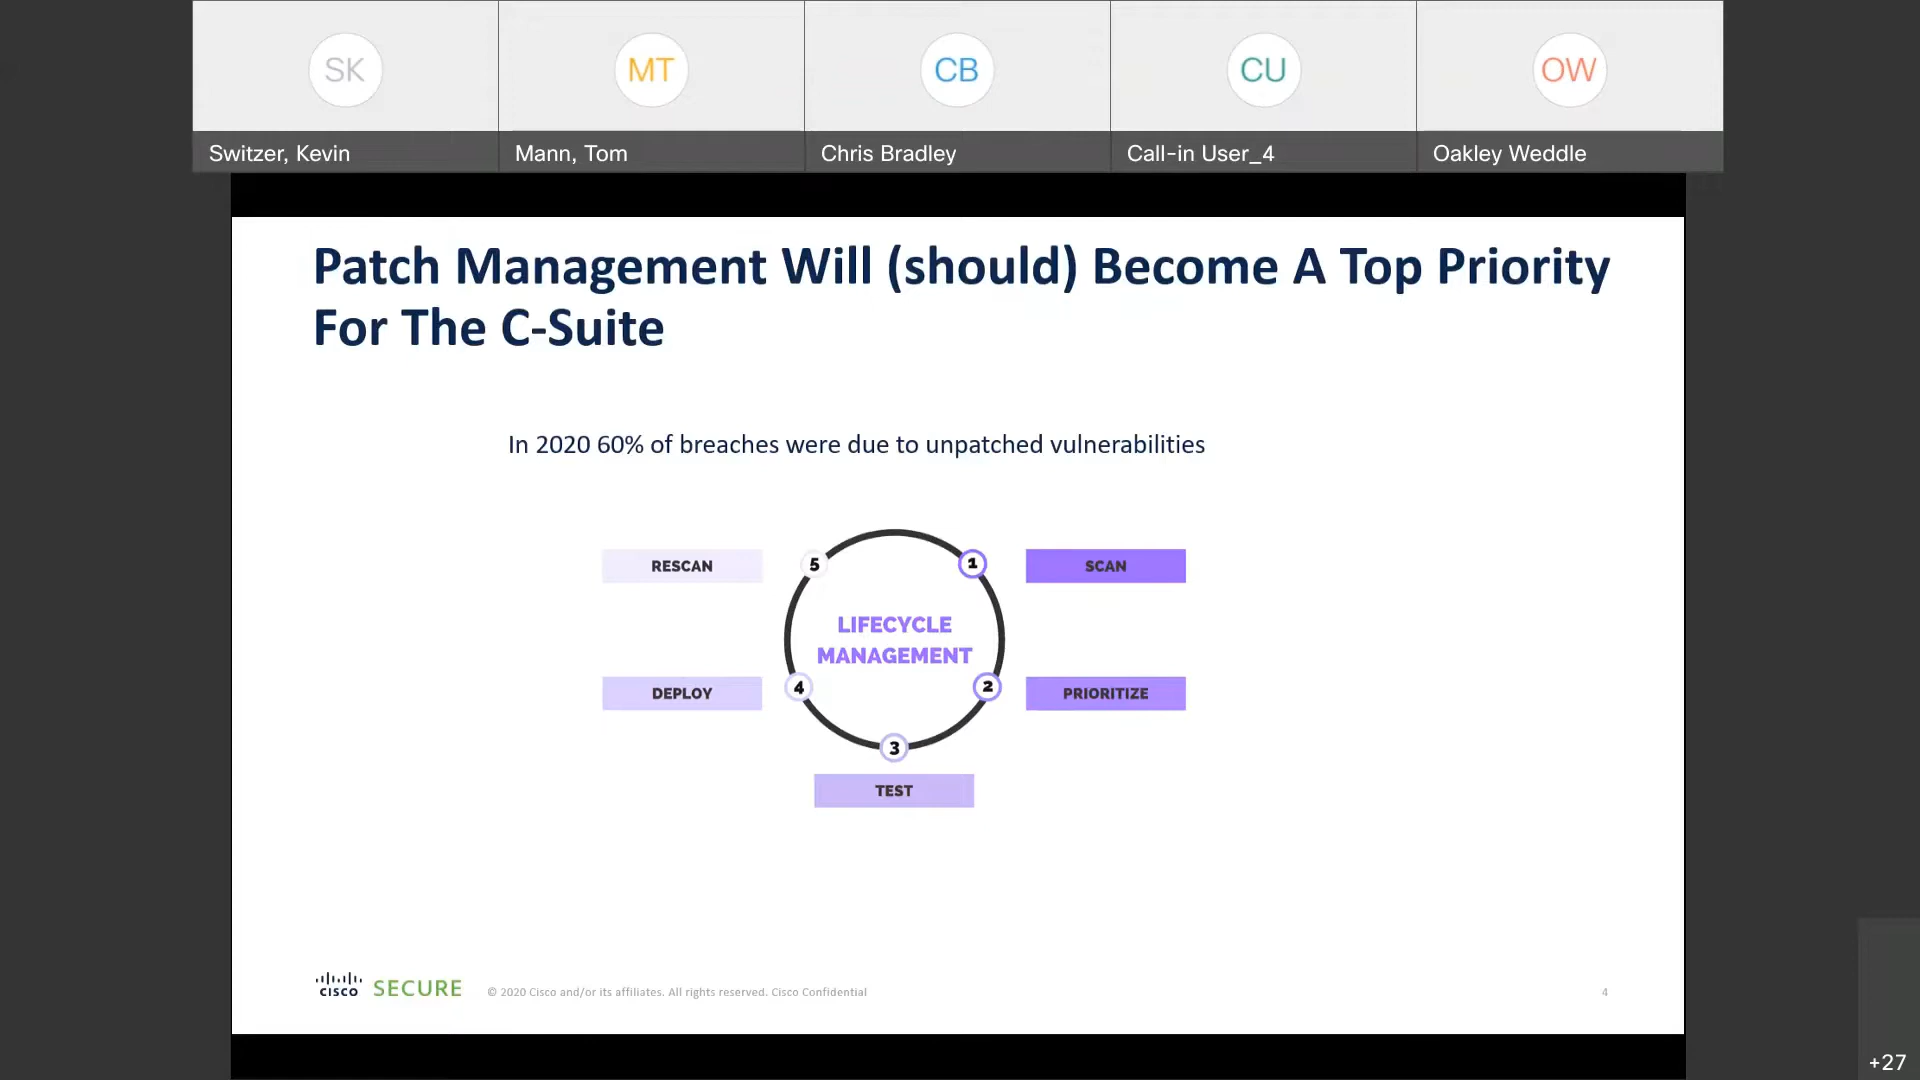 SK
MT
CB
CU
OW
Switzer, Kevin
Mann, Tom
Chris Bradley
Call-in User_4
Oakley Weddle
Patch Management Will (should) Become A Top Priority
For The C-Suite
In 2020 60% of breaches were due to unpatched vulnerabilities
RESCAN
5
1
SCAN
LIFECYCLE
MANAGEMENT
DEPLOY
4
2
PRIORITIZE
3
TEST
CISCO SECURE
© 2020 Cisco and/or its affiliates. All rights reserved. Cisco Confidential
4
+27